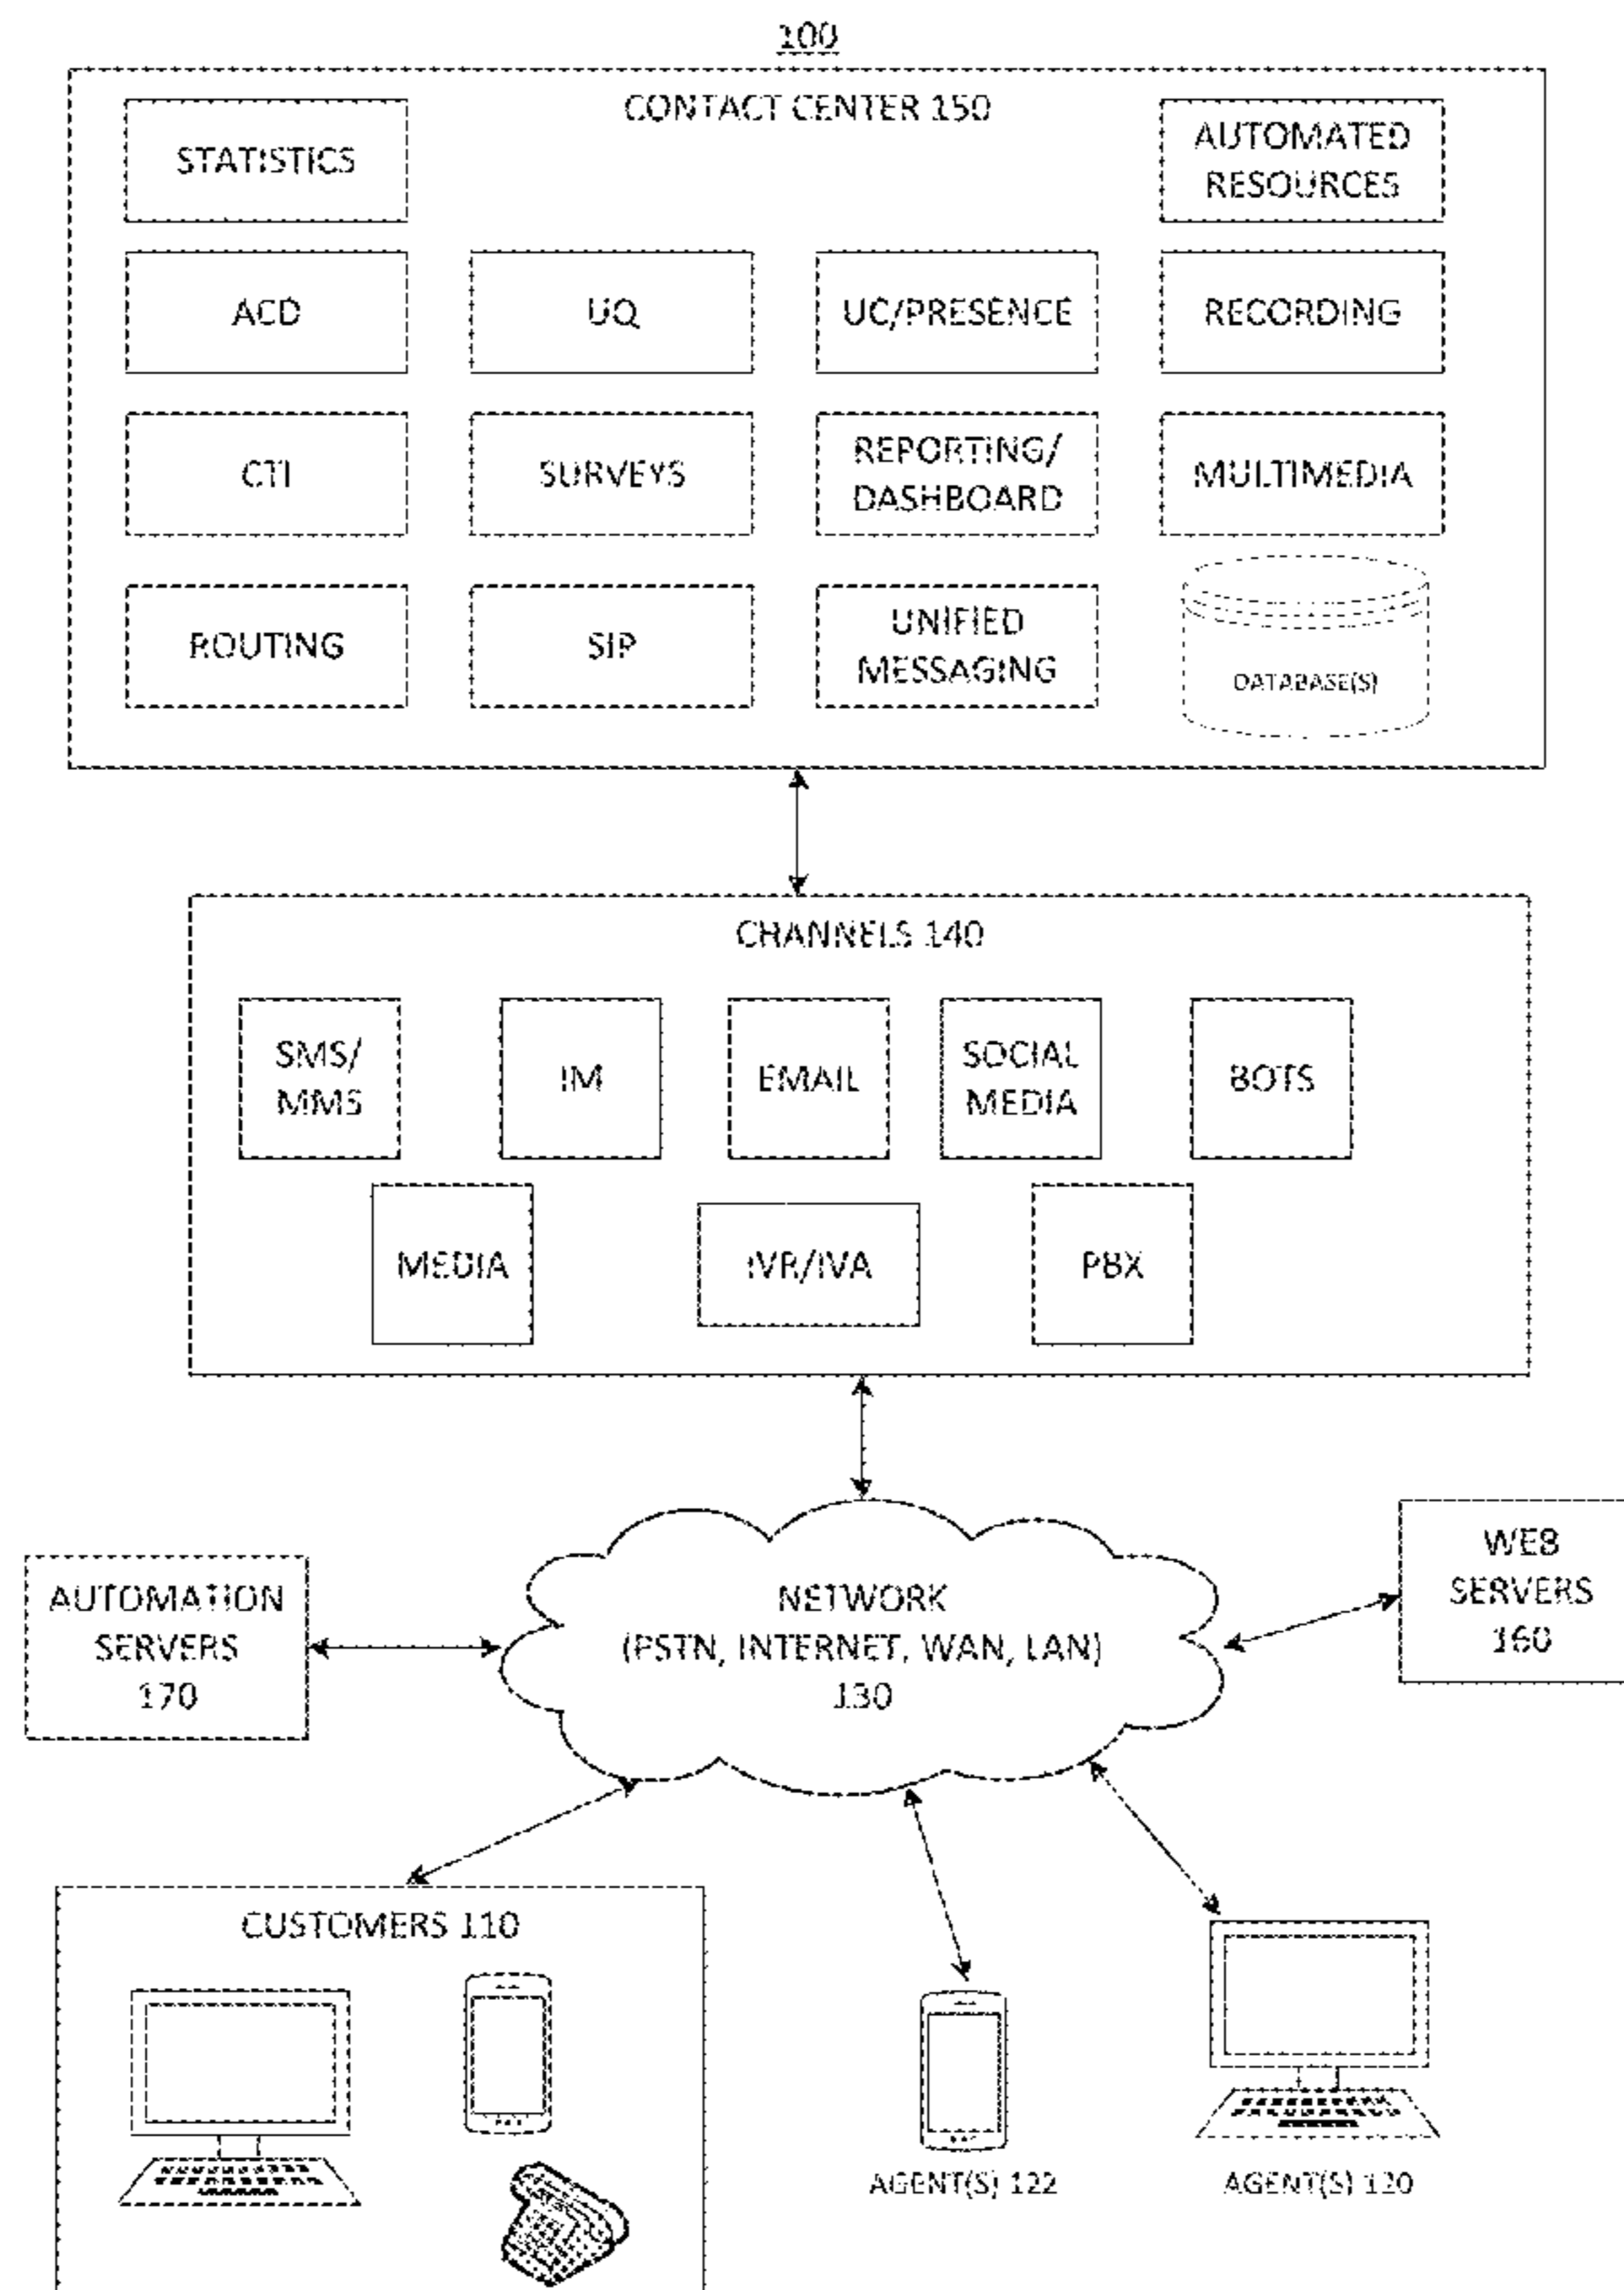 100
CONTACT CENTER 150
STATISTICS
AUTOMATED
RESOURCES
ACD
UQ
UC/PRESENCE
RECORDING
CTI
SURVEYS
REPORTING/
DASHBOARD
MULTIMEDIA
ROUTING
SIP
UNIFIED
MESSAGING
DATABASE(S)
CHANNELS 140
SMS/
MMS
IM
EMAIL
SOCIAL
MEDIA
BOTS
MEDIA
IVR/IVA
PBX
AUTOMATION
SERVERS
170
NETWORK
(PSTN, INTERNET, WAN, LAN)
130
WEB
SERVERS
160
CUSTOMERS 110
AGENT(S) 122
AGENT(S) 120